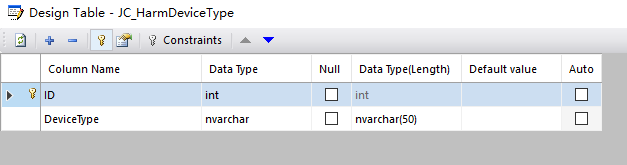 Design Table - JC_HarmDeviceType
Constraints
Column Name Data Type Null Data Type(Length) Default value Auto
ID int int
DeviceType nvarchar nvarchar(50)